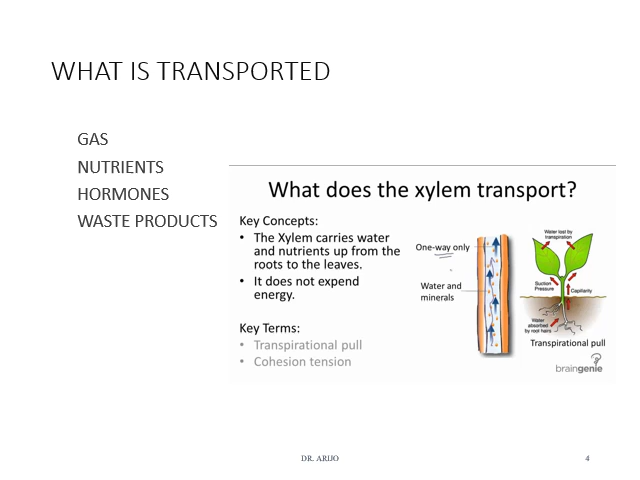 WHAT IS TRANSPORTED
GAS
NUTRIENTS
HORMONES
WASTE PRODUCTS
What does the xylem transport?
Key Concepts:
• The Xylem carries water
and nutrients up from the
roots to the leaves.
• It does not expend
energy.
Key Terms:
• Transpirational pull
• Cohesion tension
One-way only
Water and
minerals
Water lost by
transpiration
Suction
Pressure
Capillarity
Water
absorbed
by root hairs
Transpirational pull
braingenie
DR. ARIJO
4